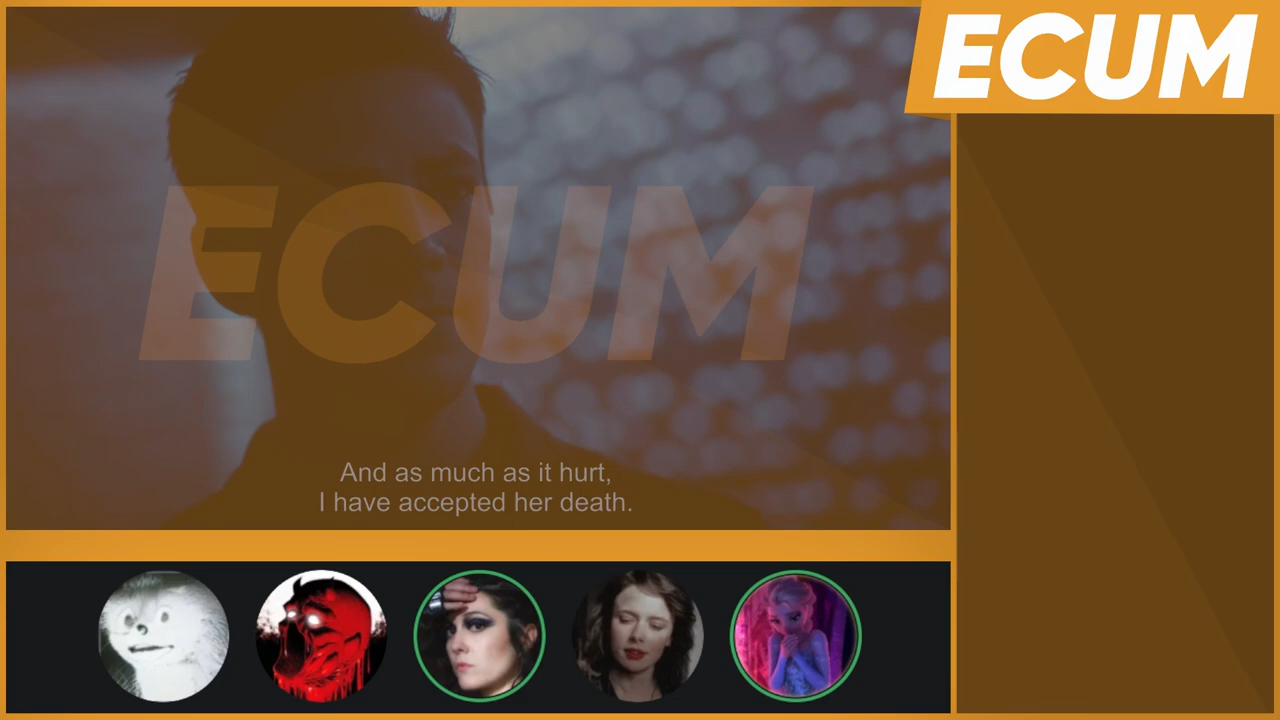 ECUM
ECUM
And as much as it hurt,
I have accepted her death.